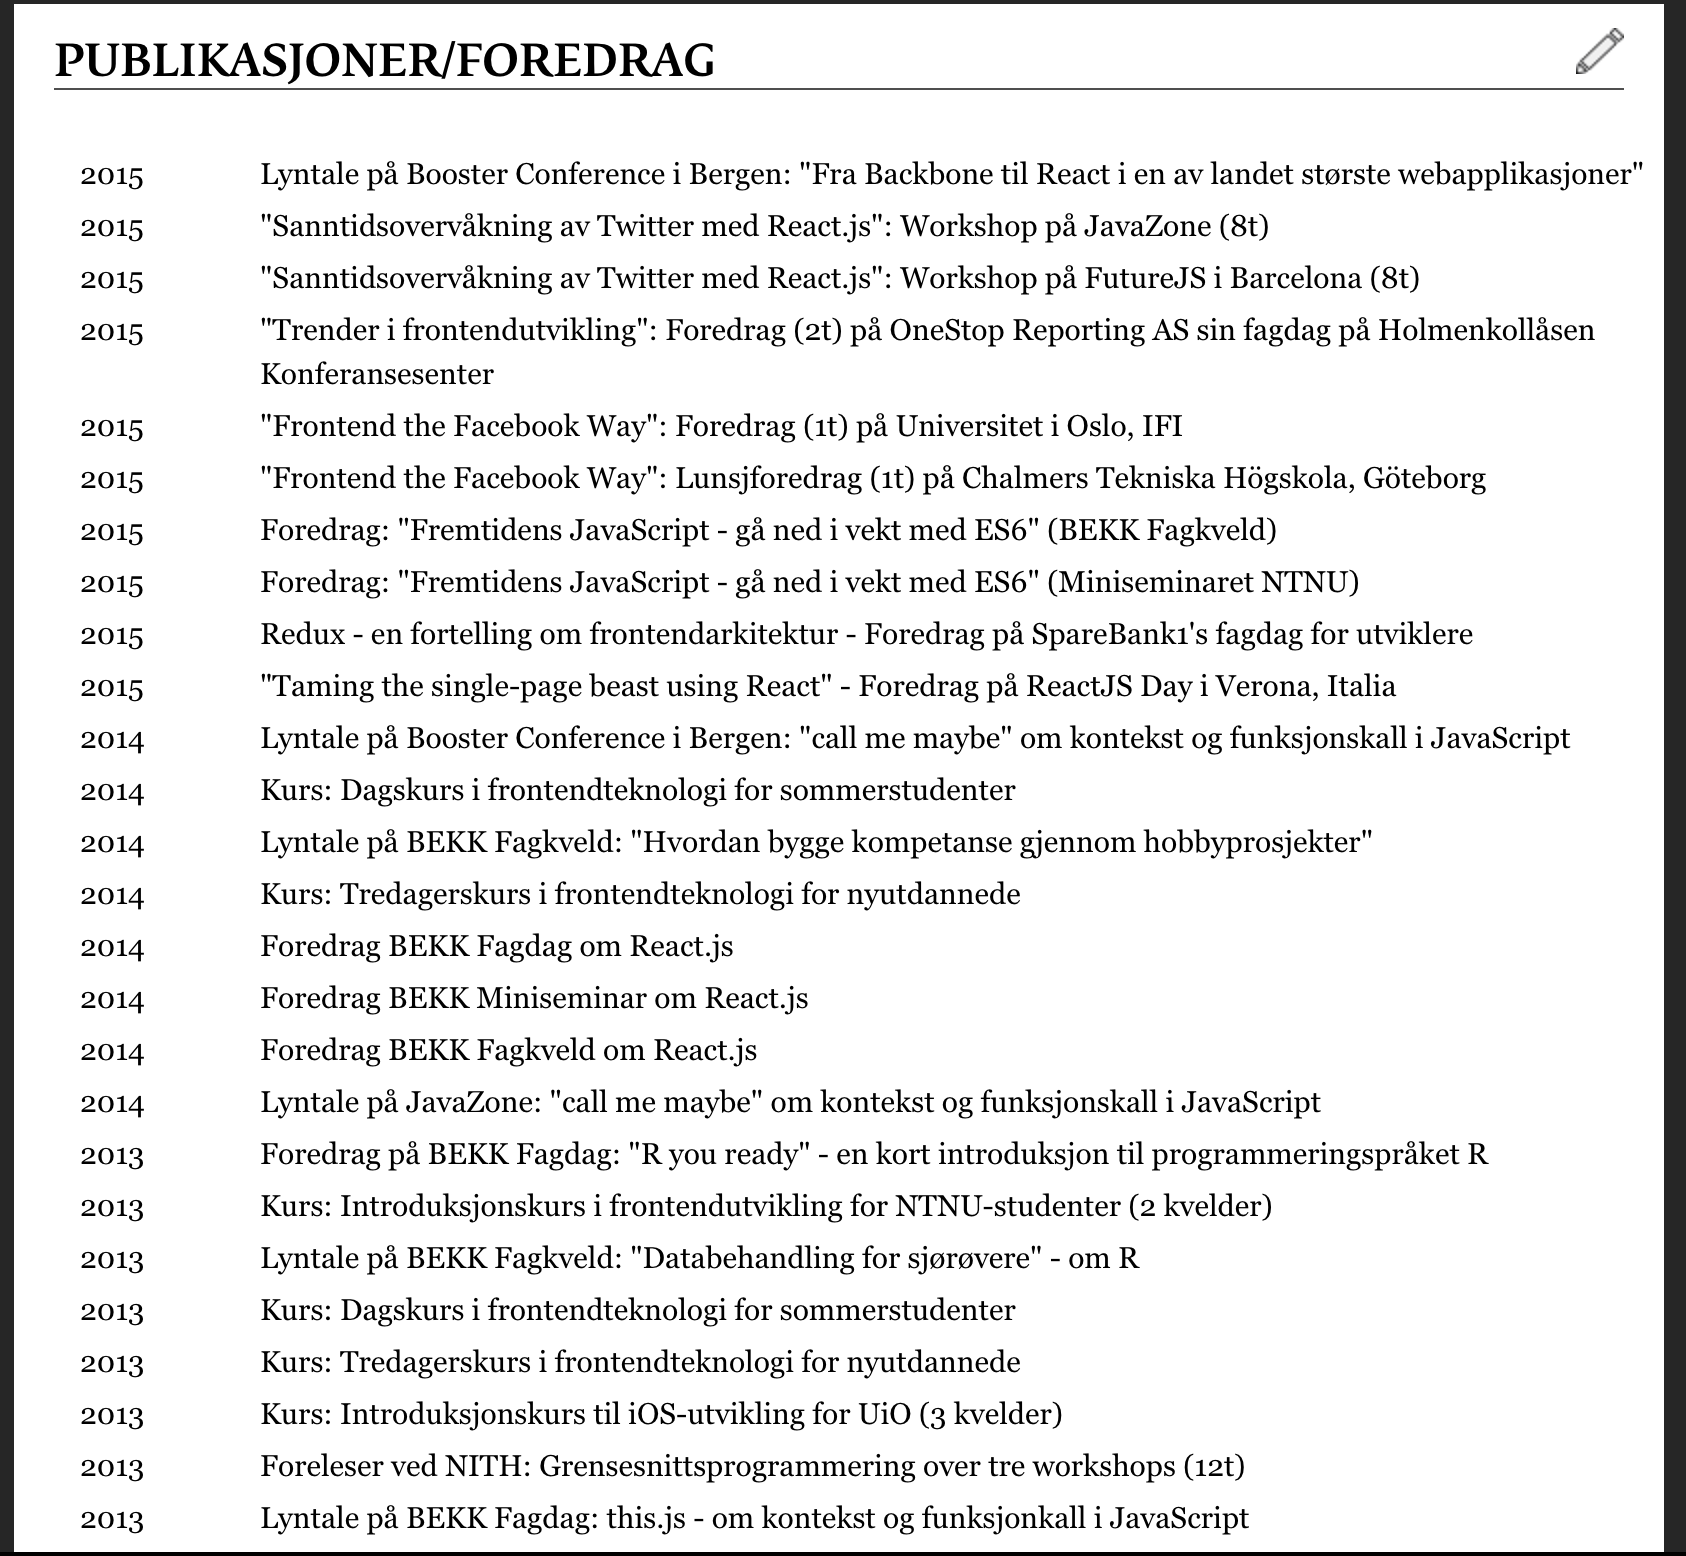 PUBLIKASJONER/FOREDRAG
2015 Lyntale på Booster Conference i Bergen: "Fra Backbone til React i en av landet største webapplikasjoner"
2015 "Sanntidsovervåkning av Twitter med React.js": Workshop på JavaZone (8t)
2015 "Sanntidsovervåkning av Twitter med React.js": Workshop på FutureJS i Barcelona (8t)
2015 "Trender i frontendutvikling": Foredrag (2t) på OneStop Reporting AS sin fagdag på Holmenkollåsen
Konferansesenter
2015 "Frontend the Facebook Way": Foredrag (1t) på Universitet i Oslo, IFI
2015 "Frontend the Facebook Way": Lunsjforedrag (1t) på Chalmers Tekniska Högskola, Göteborg
2015 Foredrag: "Fremtidens JavaScript - gå ned i vekt med ES6" (BEKK Fagkveld)
2015 Foredrag: "Fremtidens JavaScript - gå ned i vekt med ES6" (Miniseminaret NTNU)
2015 Redux - en fortelling om frontendarkitektur - Foredrag på SpareBank1's fagdag for utviklere
2015 "Taming the single-page beast using React" - Foredrag på ReactJS Day i Verona, Italia
2014 Lyntale på Booster Conference i Bergen: "call me maybe" om kontekst og funksjonskall i JavaScript
2014 Kurs: Dagskurs i frontendteknologi for sommerstudenter
2014 Lyntale på BEKK Fagkveld: "Hvordan bygge kompetanse gjennom hobbyprosjekter"
2014 Kurs: Tredagerskurs i frontendteknologi for nyutdannede
2014 Foredrag BEKK Fagdag om React.js
2014 Foredrag BEKK Miniseminar om React.js
2014 Foredrag BEKK Fagkveld om React.js
2014 Lyntale på JavaZone: "call me maybe" om kontekst og funksjonskall i JavaScript
2013 Foredrag på BEKK Fagdag: "R you ready" - en kort introduksjon til programmeringspråket R
2013 Kurs: Introduksjonskurs i frontendutvikling for NTNU-studenter (2 kvelder)
2013 Lyntale på BEKK Fagkveld: "Databehandling for sjørøvere" - om R
2013 Kurs: Dagskurs i frontendteknologi for sommerstudenter
2013 Kurs: Tredagerskurs i frontendteknologi for nyutdannede
2013 Kurs: Introduksjonskurs til iOS-utvikling for UiO (3 kvelder)
2013 Foreleser ved NITH: Grensesnittsprogrammering over tre workshops (12t)
2013 Lyntale på BEKK Fagdag: this.js - om kontekst og funksjonkall i JavaScript